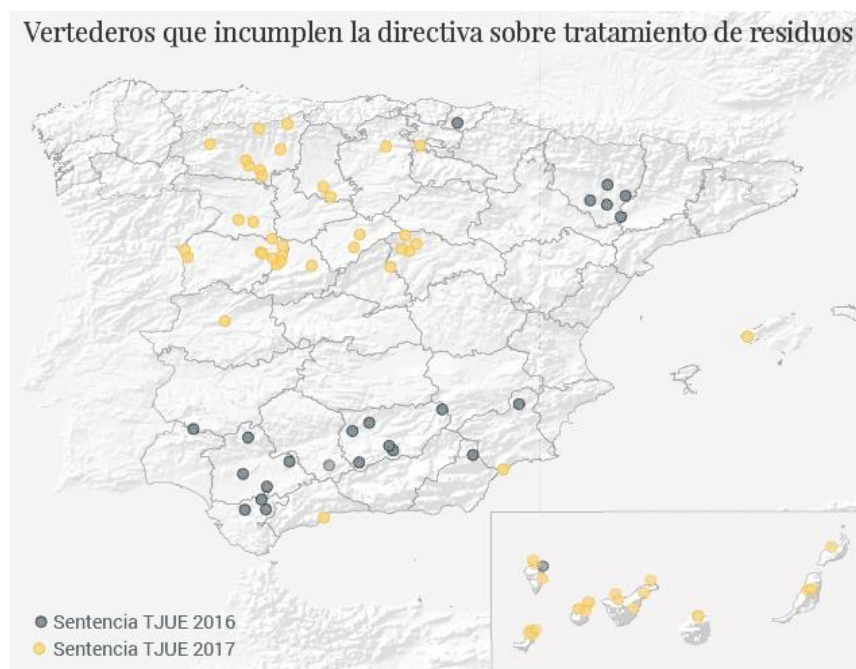 Vertederos que incumplen la directiva sobre tratamiento de residuos
Sentencia TJUE 2016
Sentencia TJUE 2017